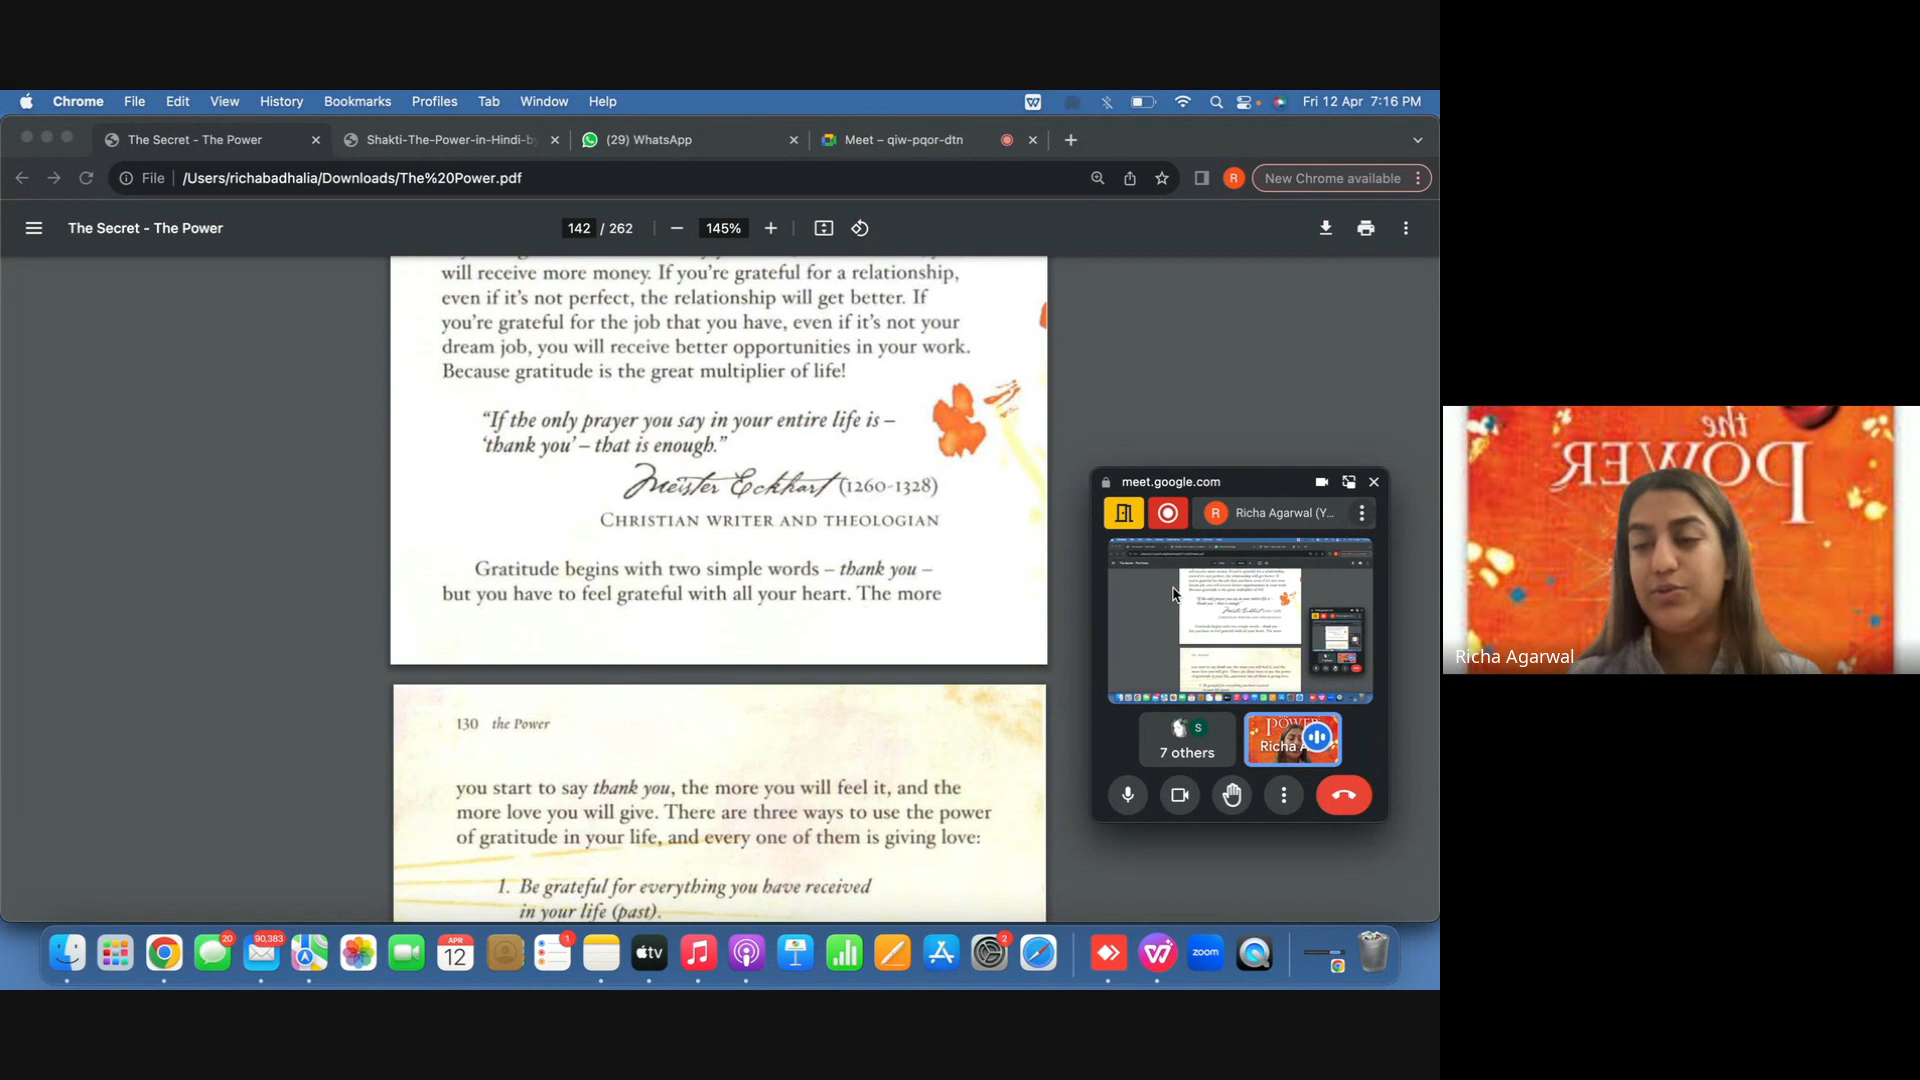 Chrome File Edit View History Bookmarks Profiles Tab Window Help
Fri 12 Apr 7:16 PM
The Secret - The Power
Shakti-The-Power-in-Hindi-b
(29) WhatsApp
Meet – qiw-pqor-dtn
File
/Users/richabadhalia/Downloads/The%20Power.pdf
R
New Chrome available
The Secret - The Power
142 / 262
145%
will receive more money. If you're grateful for a relationship,
even if it's not perfect, the relationship will get better. If
you're grateful for the job that you have, even if it's not your
dream job, you will receive better opportunities in your work.
Because gratitude is the great multiplier of life!
“If the only prayer you say in your entire life is –
‘thank you’ – that is enough.”
Meister Eckhart (1260-1328)
CHRISTIAN WRITER AND THEOLOGIAN
Gratitude begins with two simple words – thank you –
but you have to feel grateful with all your heart. The more
130 the Power
you start to say thank you, the more you will feel it, and the
more love you will give. There are three ways to use the power
of gratitude in your life, and every one of them is giving love:
1. Be grateful for everything you have received
in your life (past).
meet.google.com
R
Richa Agarwal (Y...
S
7 others
POWER
Richa A
the
POWER
Richa Agarwal
20
90,383
APR
12
1
tv
2
zoom